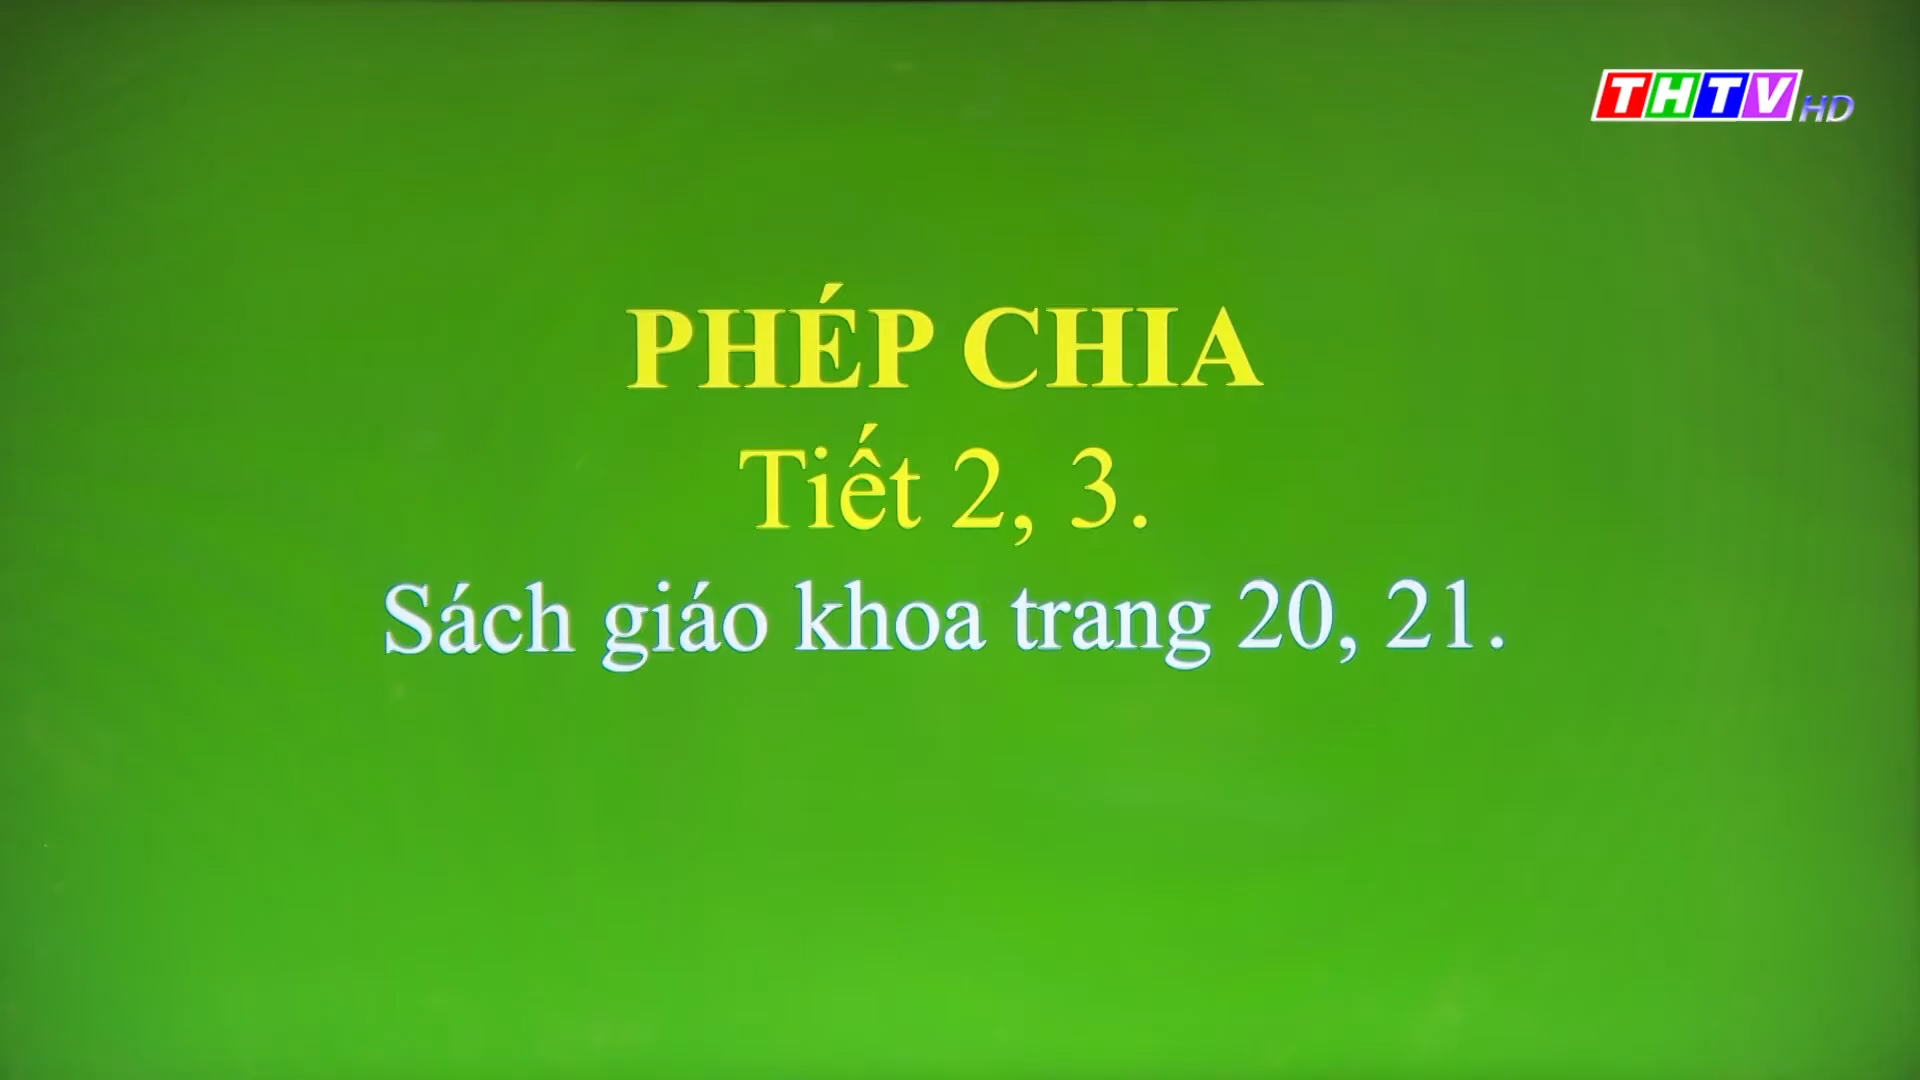 THTV HD
PHÉP CHIA
Tiết 2, 3.
Sách giáo khoa trang 20, 21.